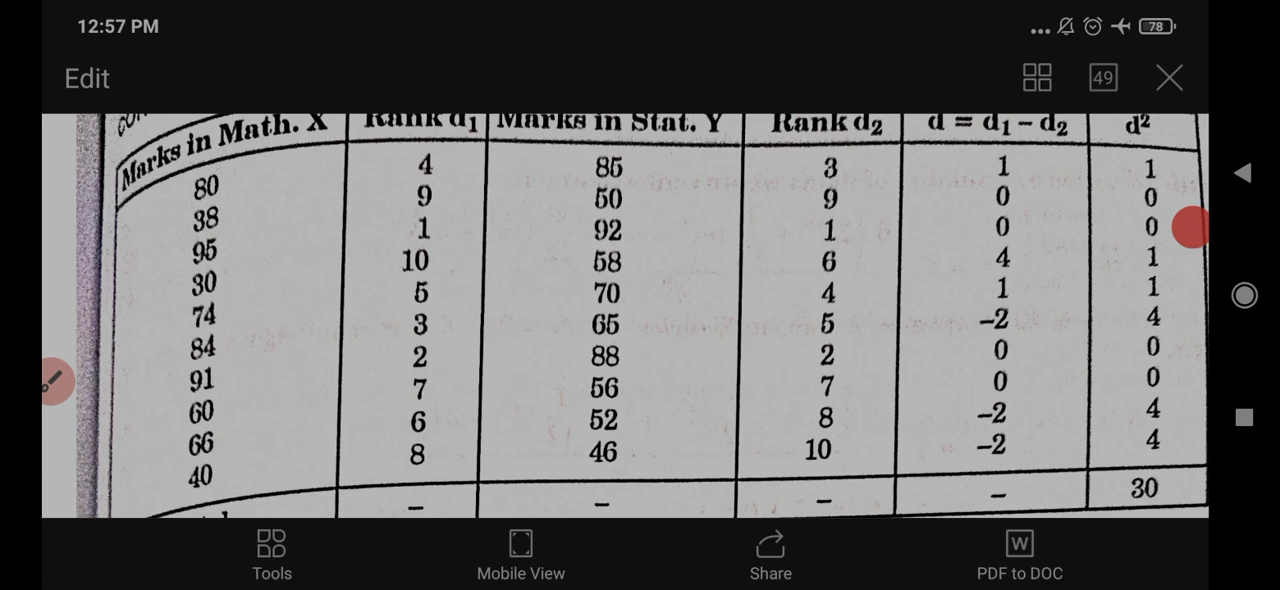 12:57 PM
... 78
Edit 49
Marks in Math. X Rank d1 Marks in Stat. Y Rank d2 d = d1 – d2 d²
80 4 85 3 1 1
38 9 50 9 0 0
95 1 92 1 0 0
30 10 58 6 4 1
74 5 70 4 1 1
84 3 65 5 –2 4
91 2 88 2 0 0
60 7 56 7 0 0
66 6 52 8 –2 4
40 8 46 10 –2 4
– – – – 30
Tools Mobile View Share W PDF to DOC